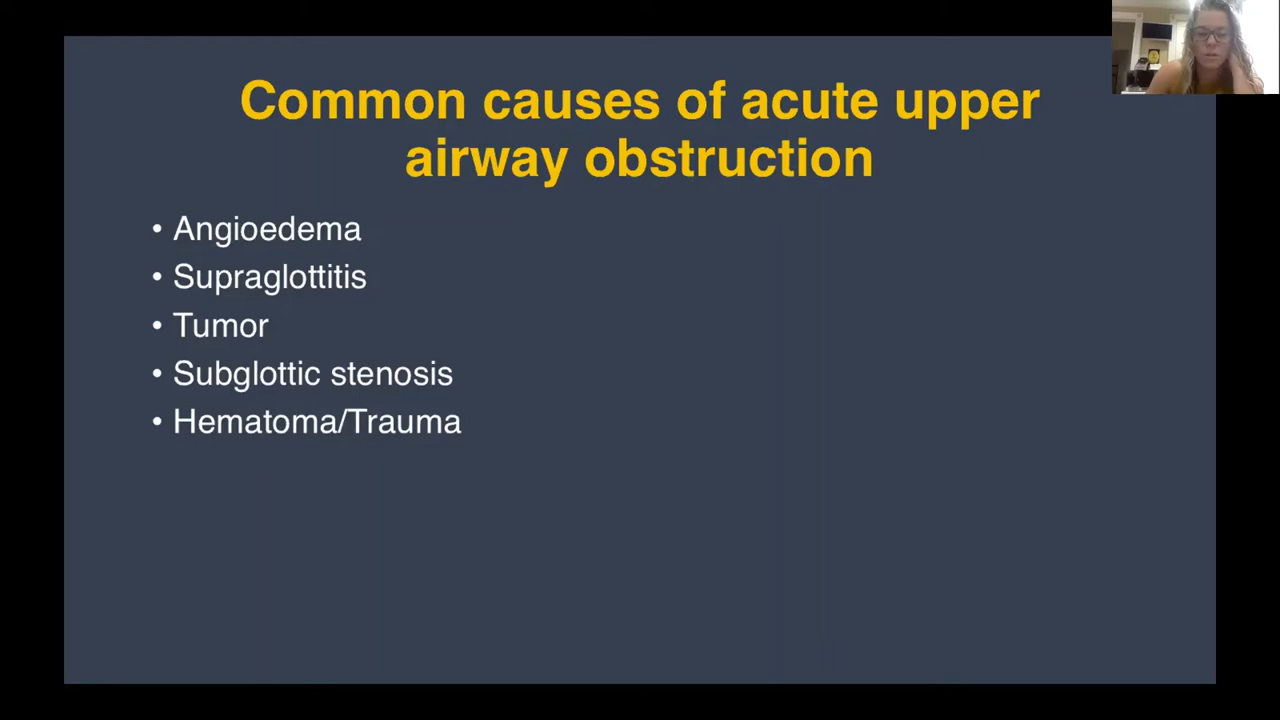 Common causes of acute upper
airway obstruction
• Angioedema
• Supraglottitis
• Tumor
• Subglottic stenosis
• Hematoma/Trauma